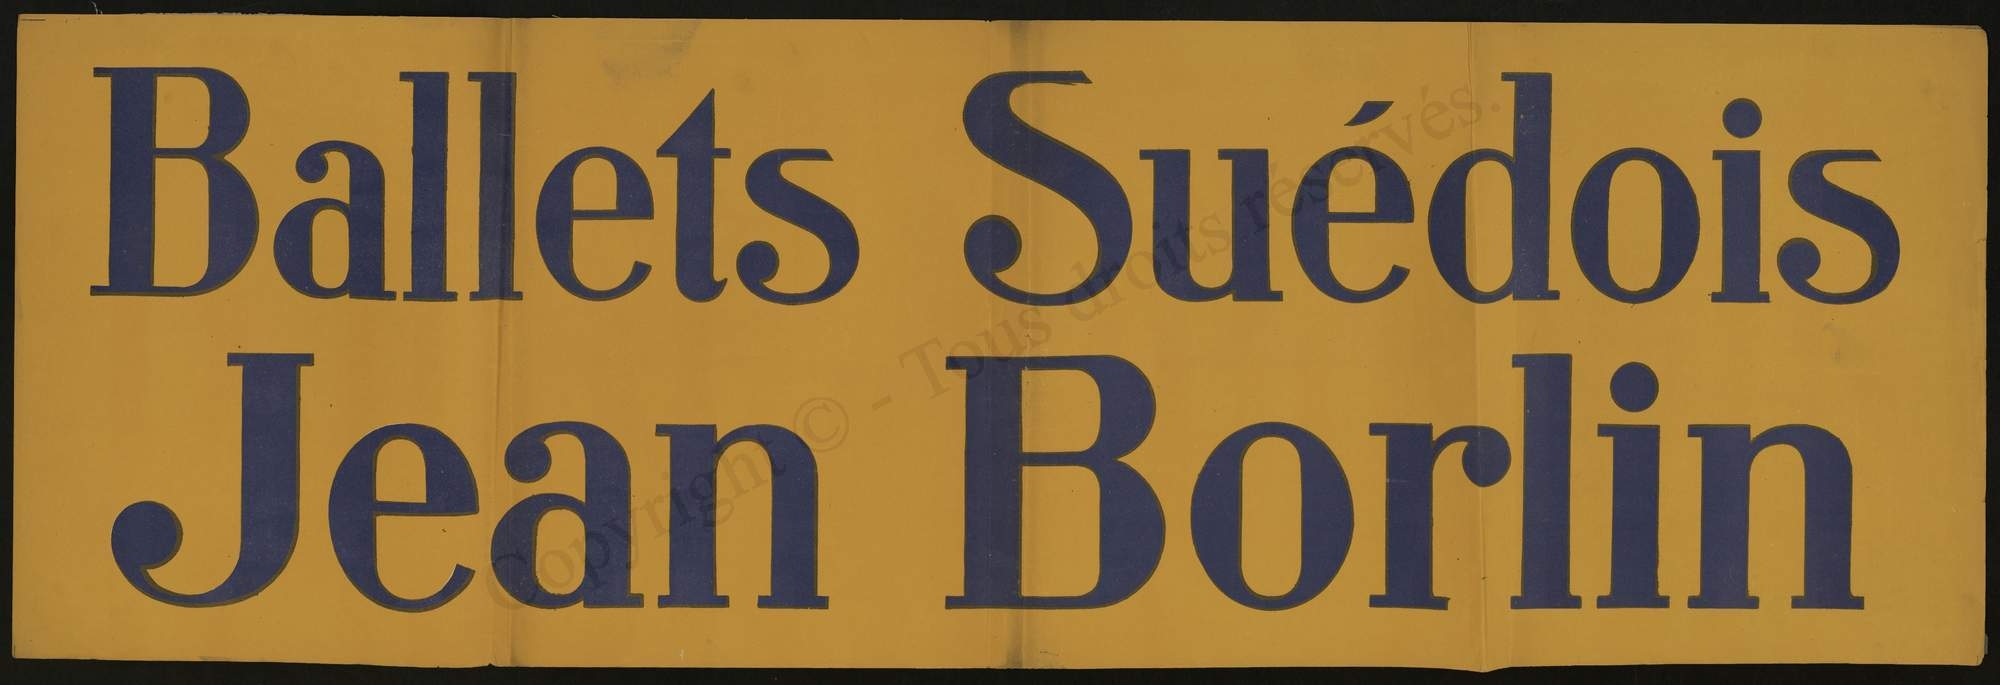 Ballets Suédois
Jean Borlin
Copyright © - Tous droits réservés.